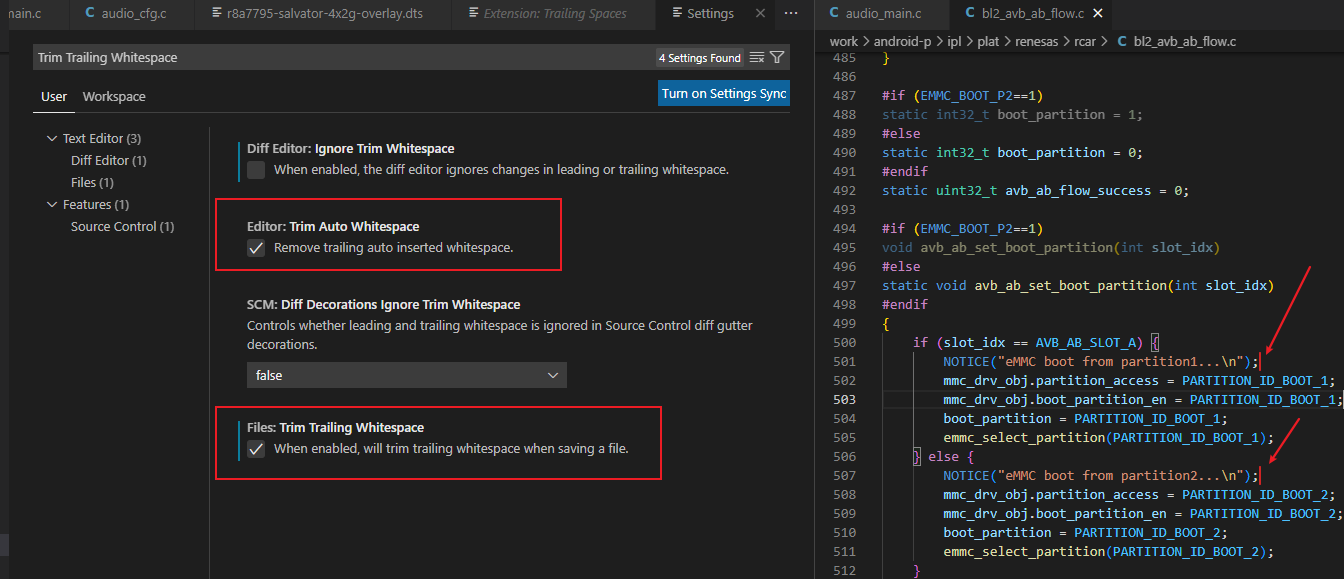 main.c
C audio_cfg.c
r8a7795-salvator-4x2g-overlay.dts
Extension: Trailing Spaces
Settings
Trim Trailing Whitespace
4 Settings Found
User
Workspace
Turn on Settings Sync
Text Editor (3)
Diff Editor (1)
Files (1)
Features (1)
Source Control (1)
Diff Editor: Ignore Trim Whitespace
When enabled, the diff editor ignores changes in leading or trailing whitespace.
Editor: Trim Auto Whitespace
Remove trailing auto inserted whitespace.
SCM: Diff Decorations Ignore Trim Whitespace
Controls whether leading and trailing whitespace is ignored in Source Control diff gutter
decorations.
false
Files: Trim Trailing Whitespace
When enabled, will trim trailing whitespace when saving a file.
C audio_main.c
C bl2_avb_ab_flow.c
work > android-p > ipl > plat > renesas > rcar > C bl2_avb_ab_flow.c
485 }
486
487 #if (EMMC_BOOT_P2==1)
488 static int32_t boot_partition = 1;
489 #else
490 static int32_t boot_partition = 0;
491 #endif
492 static uint32_t avb_ab_flow_success = 0;
493
494 #if (EMMC_BOOT_P2==1)
495 void avb_ab_set_boot_partition(int slot_idx)
496 #else
497 static void avb_ab_set_boot_partition(int slot_idx)
498 #endif
499 {
500 if (slot_idx == AVB_AB_SLOT_A) {
501 NOTICE("eMMC boot from partition1...\n");
502 mmc_drv_obj.partition_access = PARTITION_ID_BOOT_1;
503 mmc_drv_obj.boot_partition_en = PARTITION_ID_BOOT_1;
504 boot_partition = PARTITION_ID_BOOT_1;
505 emmc_select_partition(PARTITION_ID_BOOT_1);
506 } else {
507 NOTICE("eMMC boot from partition2...\n");
508 mmc_drv_obj.partition_access = PARTITION_ID_BOOT_2;
509 mmc_drv_obj.boot_partition_en = PARTITION_ID_BOOT_2;
510 boot_partition = PARTITION_ID_BOOT_2;
511 emmc_select_partition(PARTITION_ID_BOOT_2);
512 }